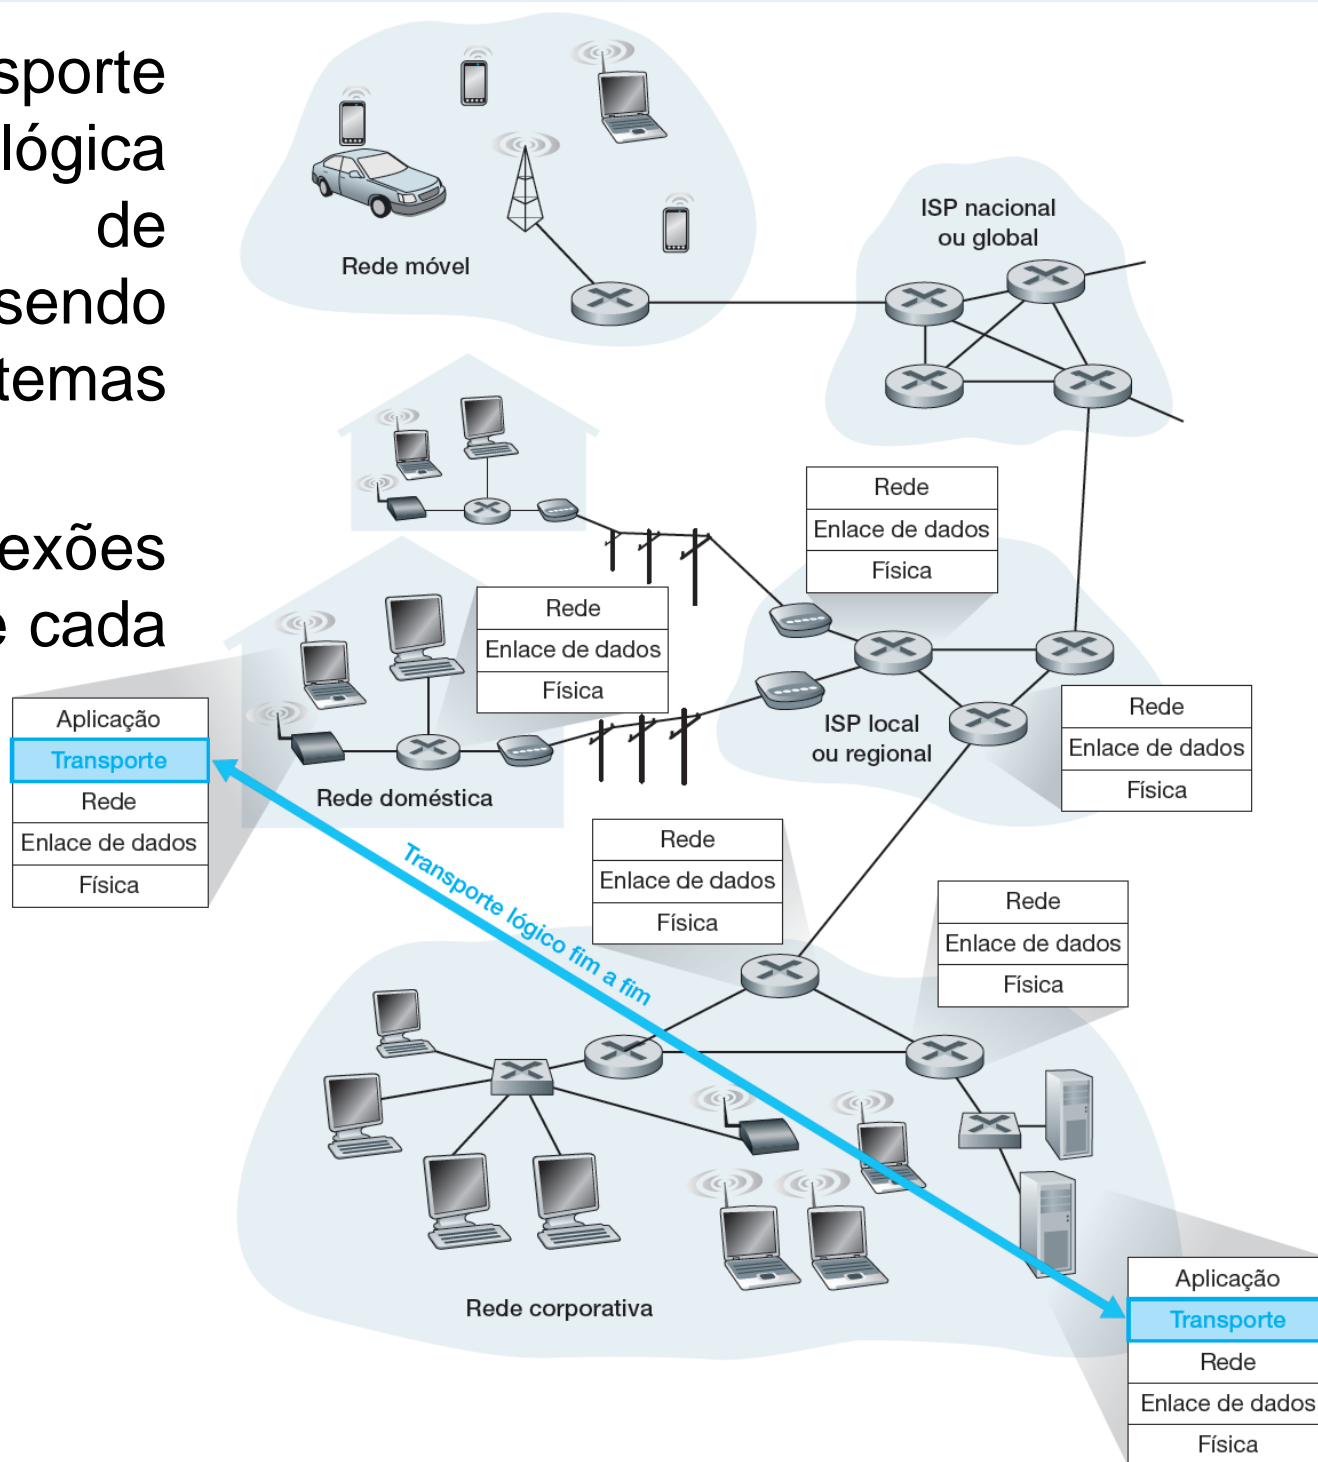 sporte
lógica
de
sendo
temas
exões
e cada
Rede móvel
ISP nacional
ou global
Rede
Enlace de dados
Física
Rede
Enlace de dados
Física
ISP local
ou regional
Rede
Enlace de dados
Física
Aplicação
Transporte
Rede
Enlace de dados
Física
Rede doméstica
Transporte lógico fim a fim
Rede
Enlace de dados
Física
Rede
Enlace de dados
Física
Rede corporativa
Aplicação
Transporte
Rede
Enlace de dados
Física